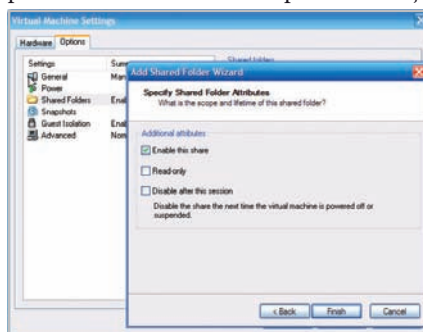 Virtual Machine Settings
Hardware Options
Settings
General
Power
Shared Folders
Snapshots
Guest Isolation
Advanced
Shared folders
Add Shared Folder Wizard
Specify Shared Folder Attributes
What is the scope and lifetime of this shared folder?
Additional attributes
Enable this share
Read-only
Disable after this session
Disable the share the next time the virtual machine is powered off or
suspended.
< Back Finish Cancel